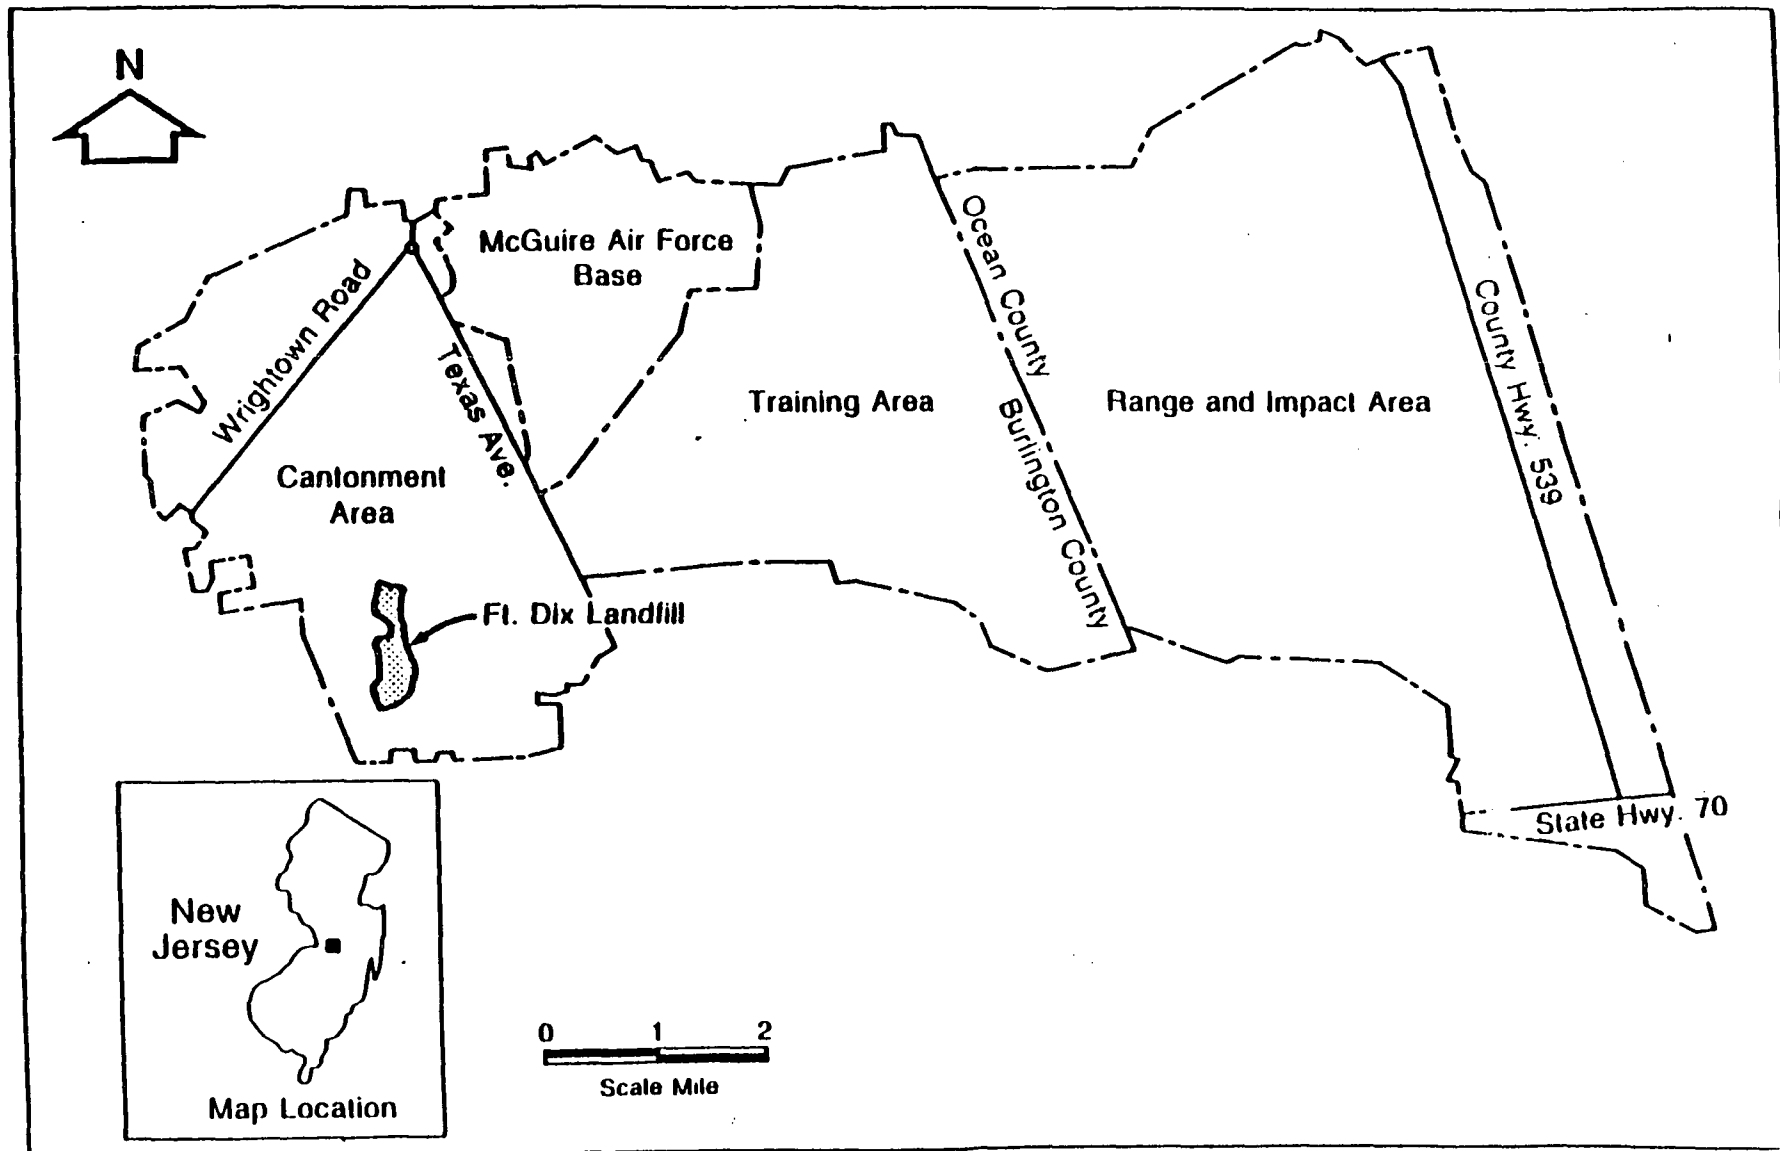 N
McGuire Air Force
Base
Wrightown Road
Texas Ave.
Ocean County
Burlington County
County Hwy. 539
Training Area
Range and Impact Area
Cantonment
Area
Ft. Dix Landfill
State Hwy. 70
New
Jersey
Map Location
0 1 2
Scale Mile